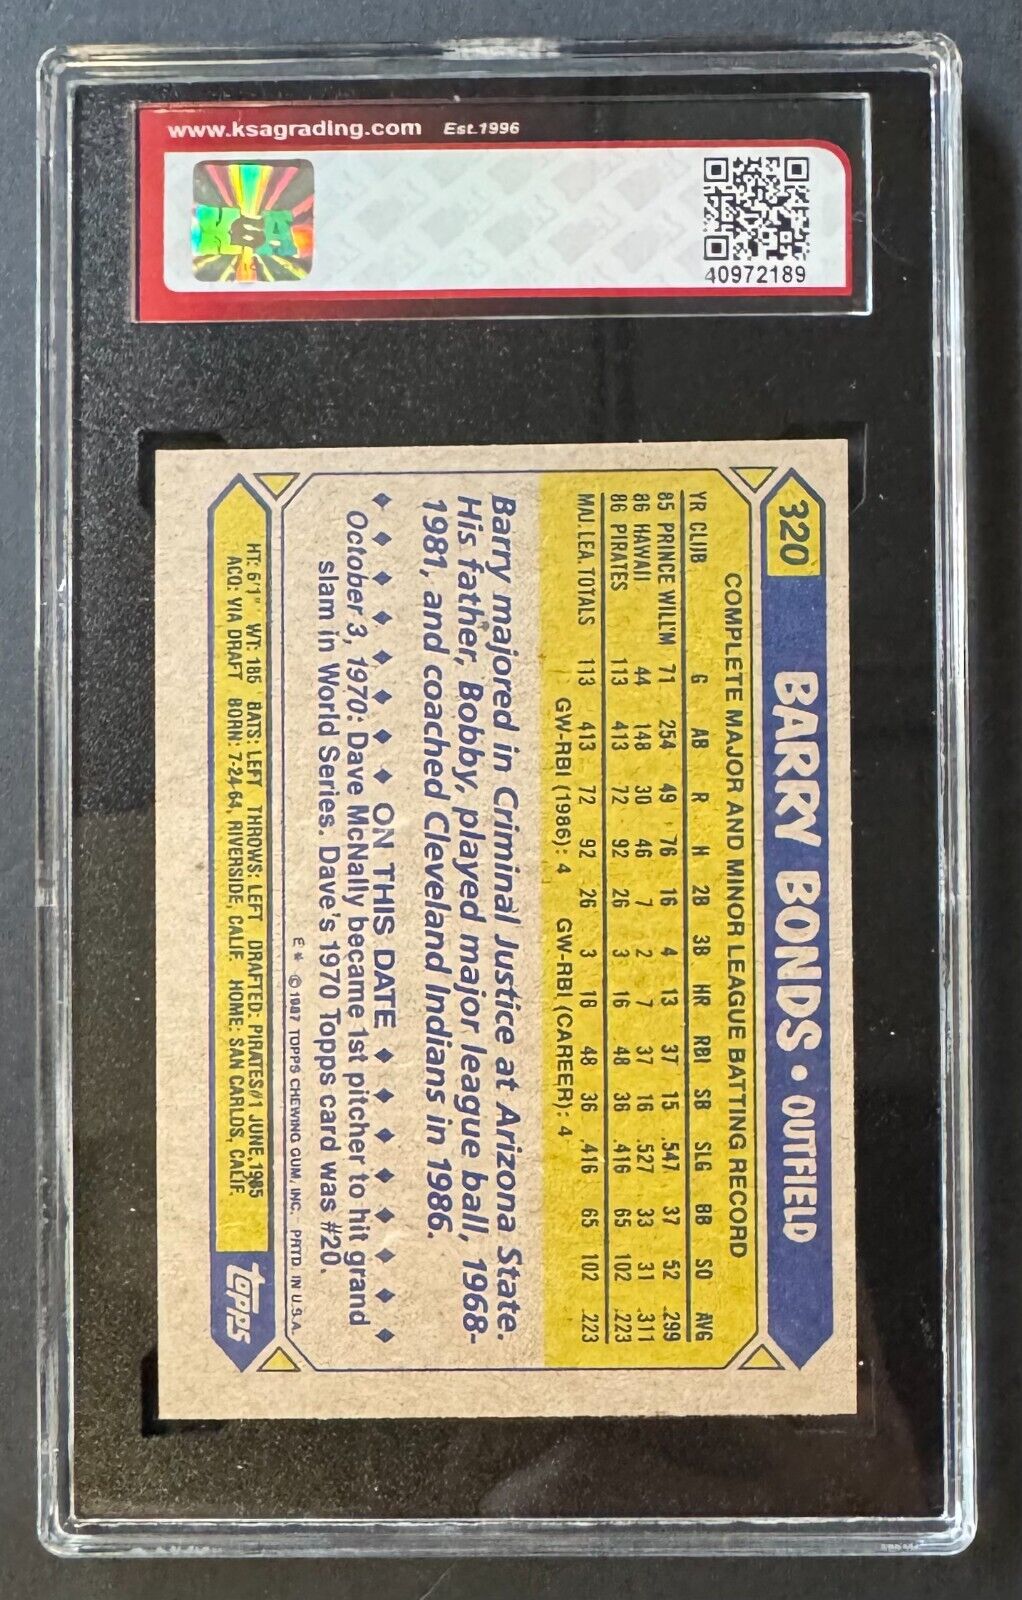 www.ksagrading.com Est.1996
KSA
40972189
320 BARRY BONDS • OUTFIELD
COMPLETE MAJOR AND MINOR LEAGUE BATTING RECORD
YR CLUB G AB R H 2B 3B HR RBI SB SLG BB SO AVG
85 PRINCE WILL'M 71 254 49 76 16 4 13 37 15 .547 37 52 .299
86 HAWAII 44 148 30 46 7 2 7 37 16 .527 33 31 .311
86 PIRATES 113 413 72 92 26 3 16 48 36 .416 65 102 .223
MAJ. LEA. TOTALS 113 413 72 92 26 3 16 48 36 .416 65 102 .223
GW-RBI (1986): 4 GW-RBI (CAREER): 4
Barry majored in Criminal Justice at Arizona State.
His father, Bobby, played major league ball, 1968-
1981, and coached Cleveland Indians in 1986.
ON THIS DATE
October 3, 1970: Dave McNally became 1st pitcher to hit grand
slam in World Series. Dave's 1970 Topps card was #20.
E* © 1987 TOPPS CHEWING GUM, INC. PRTD. IN U.S.A.
HT: 6'1" WT: 185 BATS: LEFT THROWS: LEFT DRAFTED: PIRATES #1 JUNE, 1985
ACQ: VIA DRAFT BORN: 7-24-64, RIVERSIDE, CALIF. HOME: SAN CARLOS, CALIF.
topps